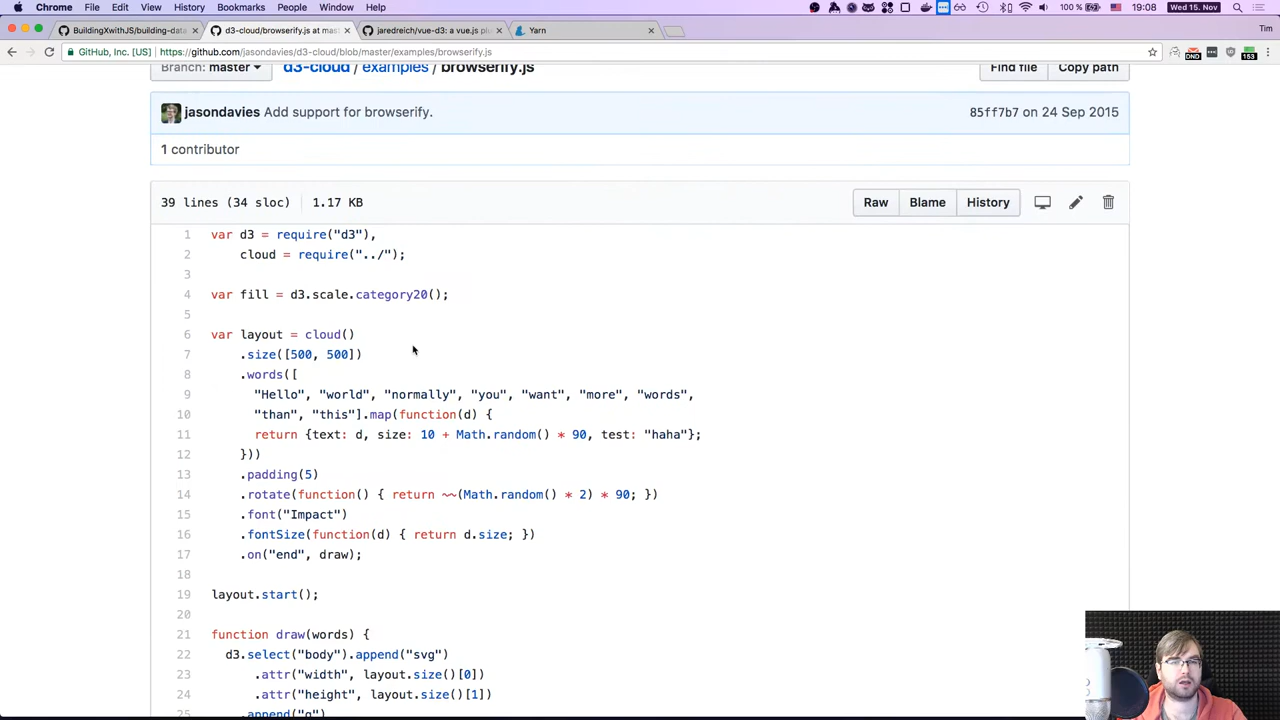 Chrome File Edit View History Bookmarks People Window Help 100 % Wed 15. Nov 19:08
BuildingXwithJS/building-data × d3-cloud/browserify.js at mas × jaredreich/vue-d3: a vue.js plu × Yarn × Tim
GitHub, Inc. [US] https://github.com/jasondavies/d3-cloud/blob/master/examples/browserify.js DND 153
Branch: master d3-cloud / examples / browserify.js Find file Copy path
jasondavies Add support for browserify. 85ff7b7 on 24 Sep 2015
1 contributor
39 lines (34 sloc) 1.17 KB Raw Blame History
1 var d3 = require("d3"),
2 cloud = require("../");
3
4 var fill = d3.scale.category20();
5
6 var layout = cloud()
7 .size([500, 500])
8 .words([
9 "Hello", "world", "normally", "you", "want", "more", "words",
10 "than", "this"].map(function(d) {
11 return {text: d, size: 10 + Math.random() * 90, test: "haha"};
12 }))
13 .padding(5)
14 .rotate(function() { return ~~(Math.random() * 2) * 90; })
15 .font("Impact")
16 .fontSize(function(d) { return d.size; })
17 .on("end", draw);
18
19 layout.start();
20
21 function draw(words) {
22 d3.select("body").append("svg")
23 .attr("width", layout.size()[0])
24 .attr("height", layout.size()[1])
25 .append("g")